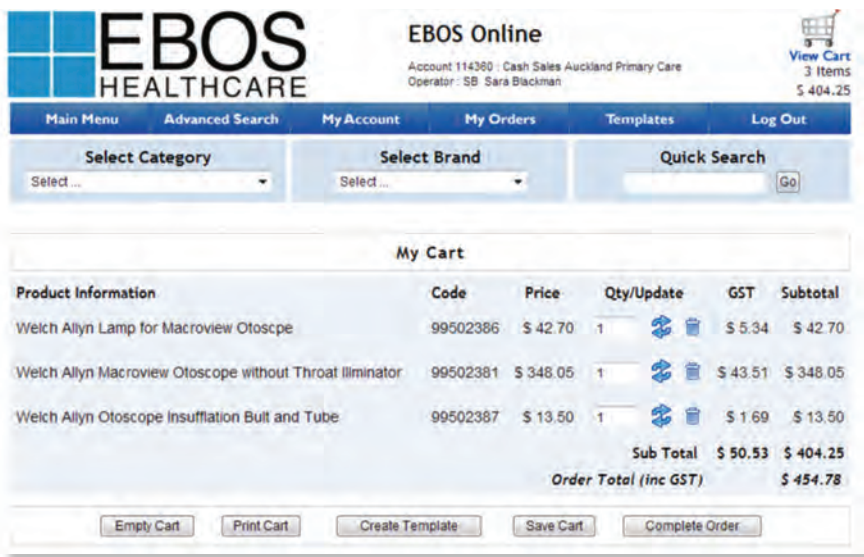 EBOS
HEALTHCARE
EBOS Online
Account 114360 : Cash Sales Auckland Primary Care
Operator : SB Sara Blackman
View Cart
3 Items
$ 404.25
Main Menu Advanced Search My Account My Orders Templates Log Out
Select Category Select Brand Quick Search
Select ... Select ... Go
My Cart
Product Information Code Price Qty/Update GST Subtotal
Welch Allyn Lamp for Macroview Otoscpe 99502386 $ 42.70 1 $ 5.34 $ 42.70
Welch Allyn Macroview Otoscope without Throat Illminator 99502381 $ 348.05 1 $ 43.51 $ 348.05
Welch Allyn Otoscope Insufflation Bult and Tube 99502387 $ 13.50 1 $ 1.69 $ 13.50
Sub Total $ 50.53 $ 404.25
Order Total (inc GST) $ 454.78
Empty Cart Print Cart Create Template Save Cart Complete Order